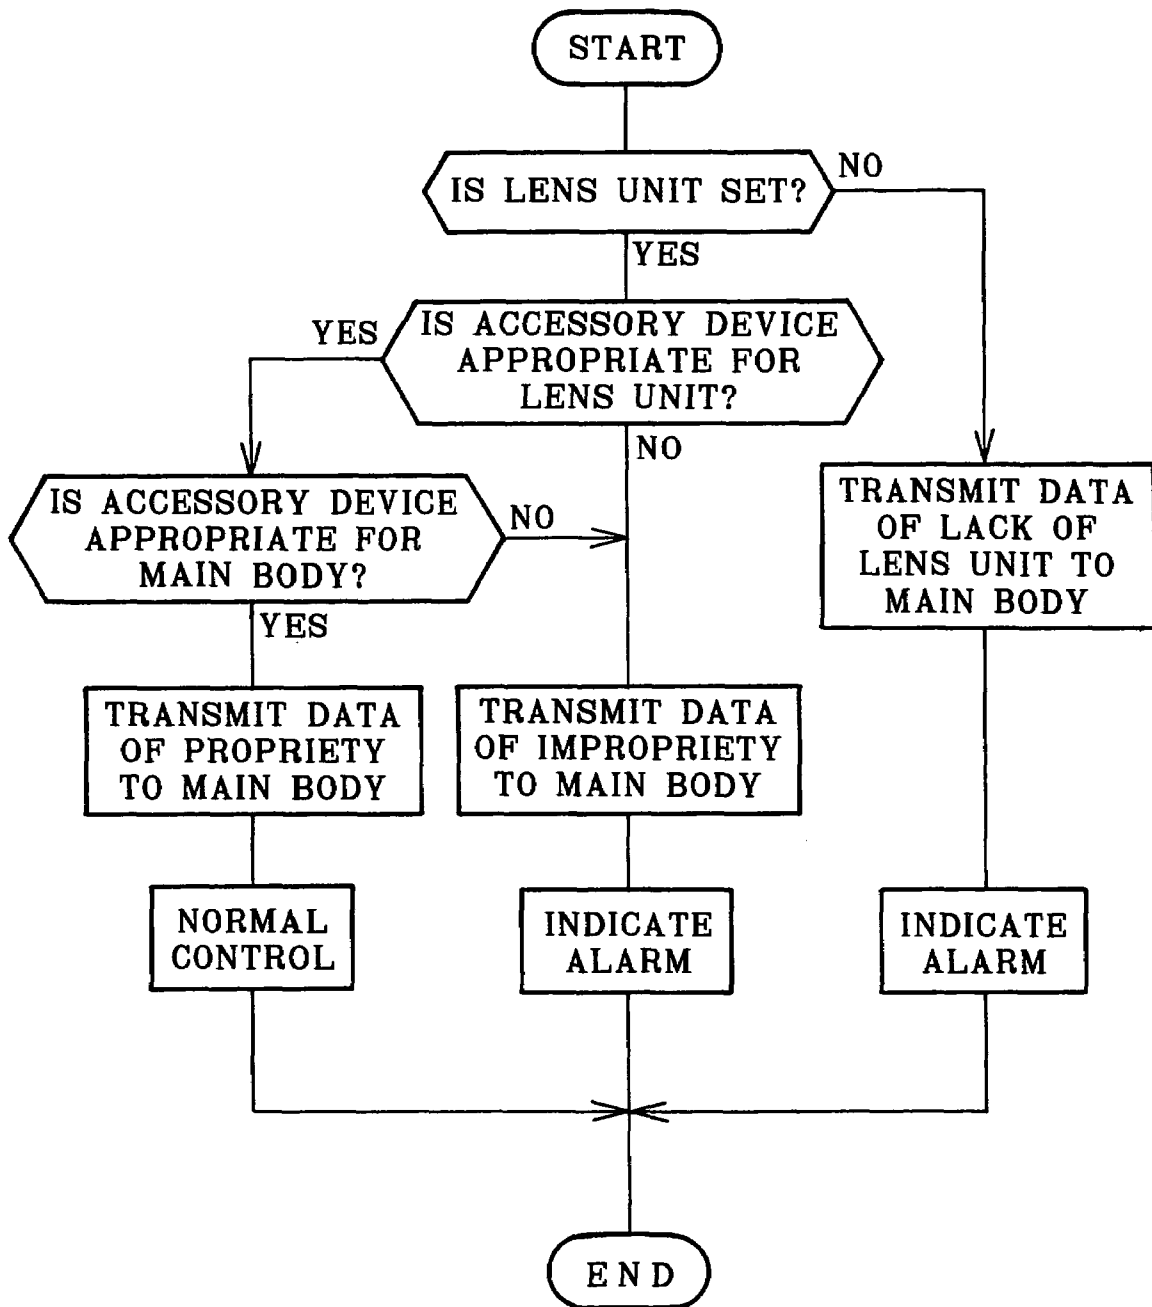 START
IS LENS UNIT SET?
NO
YES
IS ACCESSORY DEVICE
APPROPRIATE FOR
LENS UNIT?
YES
NO
IS ACCESSORY DEVICE
APPROPRIATE FOR
MAIN BODY?
NO
YES
TRANSMIT DATA
OF LACK OF
LENS UNIT TO
MAIN BODY
TRANSMIT DATA
OF PROPRIETY
TO MAIN BODY
TRANSMIT DATA
OF IMPROPRIETY
TO MAIN BODY
NORMAL
CONTROL
INDICATE
ALARM
INDICATE
ALARM
END